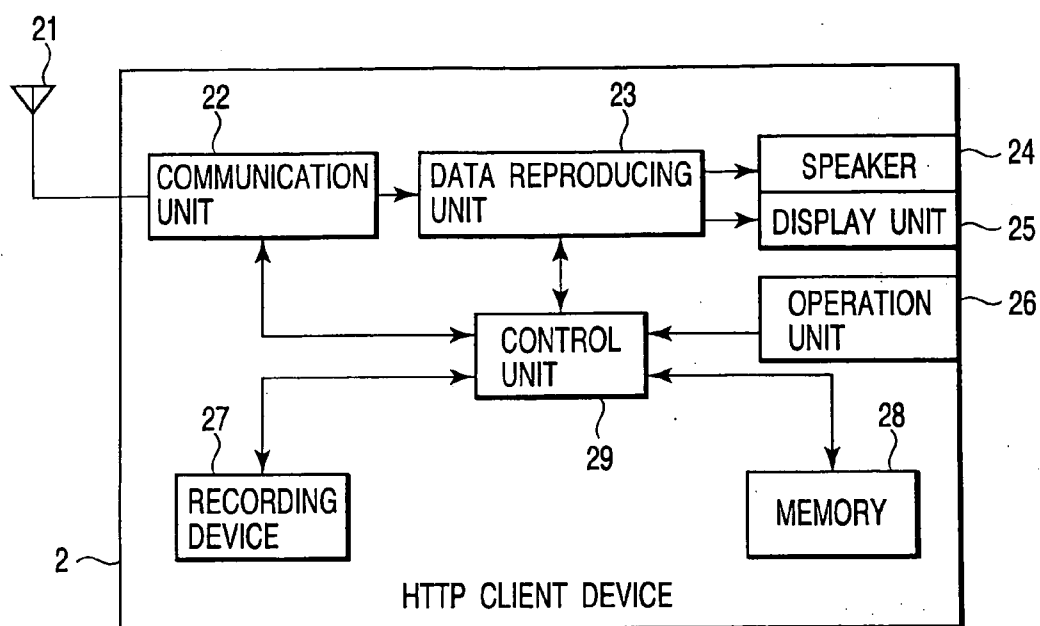 21
22
COMMUNICATION
UNIT
23
DATA REPRODUCING
UNIT
SPEAKER
24
DISPLAY UNIT
25
OPERATION
UNIT
26
CONTROL
UNIT
29
27
RECORDING
DEVICE
28
MEMORY
2
HTTP CLIENT DEVICE